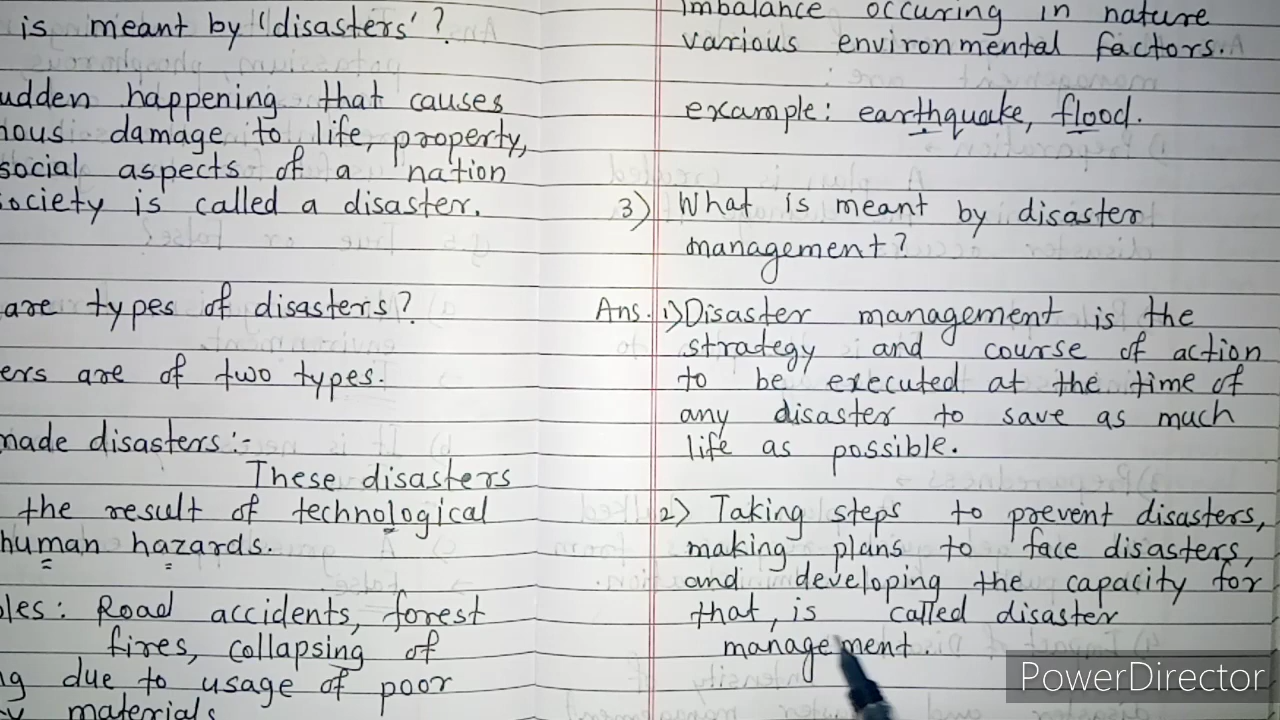 is meant by 'disasters'?
udden happening that causes
nous damage to life, property,
social aspects of a nation
society is called a disaster.
are types of disasters?
ers are of two types.
made disasters:-
These disasters
the result of technological
human hazards.
ples: Road accidents, forest
fires, collapsing of
ng due to usage of poor
materials
imbalance occuring in nature
various environmental factors.
example: earthquake, flood.
3) What is meant by disaster
management?
Ans. 1) Disaster management is the
strategy and course of action
to be executed at the time of
any disaster to save as much
life as possible.
2) Taking steps to prevent disasters,
making plans to face disasters,
and developing the capacity for
that, is called disaster
management.
PowerDirector